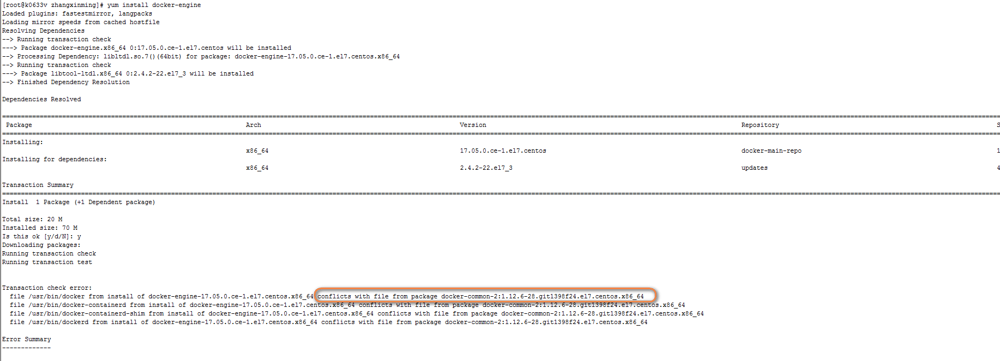 [root@k0633v zhangxinming]# yum install docker-engine
Loaded plugins: fastestmirror, langpacks
Loading mirror speeds from cached hostfile
Resolving Dependencies
--> Running transaction check
---> Package docker-engine.x86_64 0:17.05.0.ce-1.el7.centos will be installed
--> Processing Dependency: libltdl.so.7()(64bit) for package: docker-engine-17.05.0.ce-1.el7.centos.x86_64
--> Running transaction check
---> Package libtool-ltdl.x86_64 0:2.4.2-22.el7_3 will be installed
--> Finished Dependency Resolution
Dependencies Resolved
Package Arch Version Repository S
Installing:
x86_64 17.05.0.ce-1.el7.centos docker-main-repo 1
Installing for dependencies:
x86_64 2.4.2-22.el7_3 updates 4
Transaction Summary
Install  1 Package (+1 Dependent package)
Total size: 20 M
Installed size: 70 M
Is this ok [y/d/N]: y
Downloading packages:
Running transaction check
Running transaction test
Transaction check error:
file /usr/bin/docker from install of docker-engine-17.05.0.ce-1.el7.centos.x86_64 conflicts with file from package docker-common-2:1.12.6-28.git1398f24.el7.centos.x86_64
file /usr/bin/docker-containerd from install of docker-engine-17.05.0.ce-1.el7.centos.x86_64 conflicts with file from package docker-common-2:1.12.6-28.git1398f24.el7.centos.x86_64
file /usr/bin/docker-containerd-shim from install of docker-engine-17.05.0.ce-1.el7.centos.x86_64 conflicts with file from package docker-common-2:1.12.6-28.git1398f24.el7.centos.x86_64
file /usr/bin/dockerd from install of docker-engine-17.05.0.ce-1.el7.centos.x86_64 conflicts with file from package docker-common-2:1.12.6-28.git1398f24.el7.centos.x86_64
Error Summary
-------------